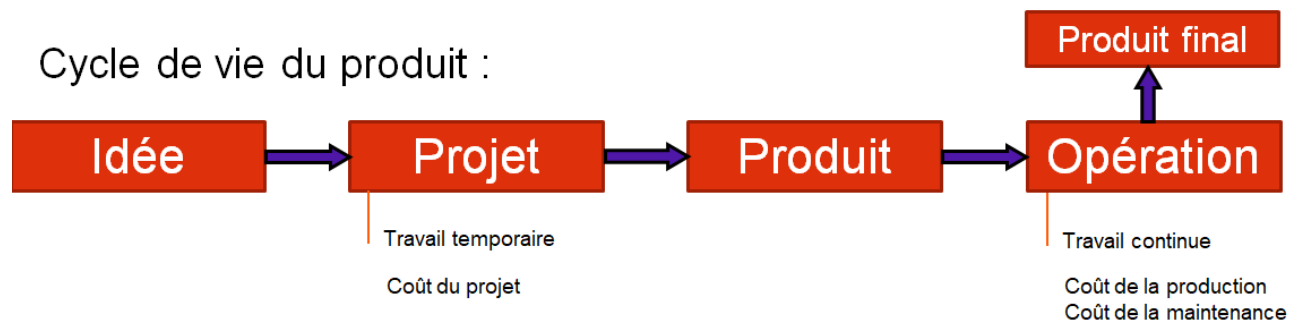 Produit final
Cycle de vie du produit :
Idée
Projet
Produit
Opération
Travail temporaire
Travail continue
Coût du projet
Coût de la production
Coût de la maintenance